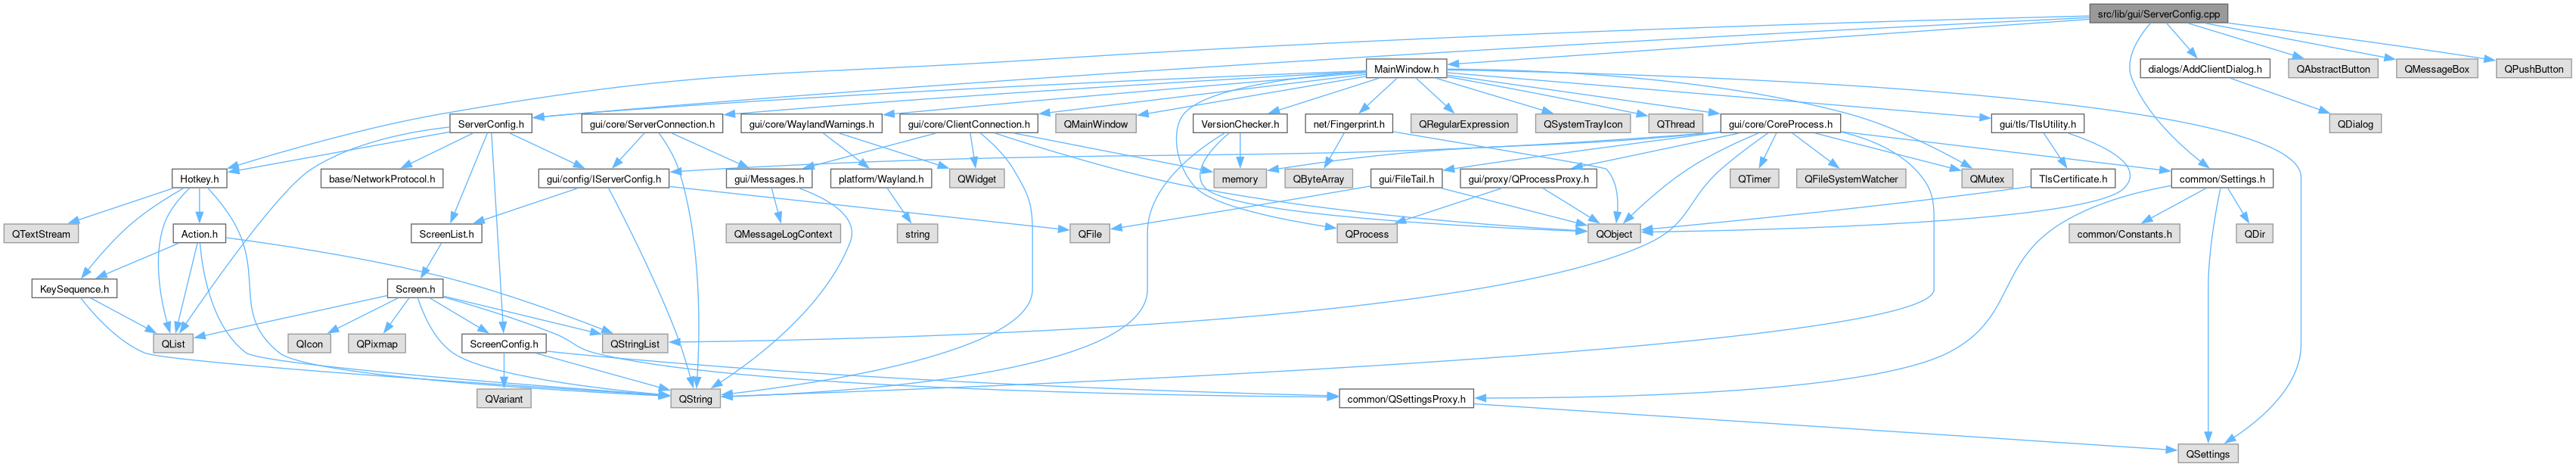 src/lib/gui/ServerConfig.cpp
MainWindow.h
dialogs/AddClientDialog.h
QAbstractButton
QMessageBox
QPushButton
ServerConfig.h
gui/core/ServerConnection.h
gui/core/WaylandWarnings.h
gui/core/ClientConnection.h
QMainWindow
VersionChecker.h
net/Fingerprint.h
QRegularExpression
QSystemTrayIcon
QThread
gui/core/CoreProcess.h
gui/tls/TlsUtility.h
QDialog
Hotkey.h
base/NetworkProtocol.h
gui/config/IServerConfig.h
gui/Messages.h
platform/Wayland.h
QWidget
memory
QByteArray
gui/FileTail.h
gui/proxy/QProcessProxy.h
QTimer
QFileSystemWatcher
QMutex
TlsCertificate.h
common/Settings.h
QTextStream
Action.h
ScreenList.h
QMessageLogContext
string
QFile
QProcess
QObject
common/Constants.h
QDir
KeySequence.h
Screen.h
QList
QIcon
QPixmap
ScreenConfig.h
QStringList
QVariant
QString
common/QSettingsProxy.h
QSettings